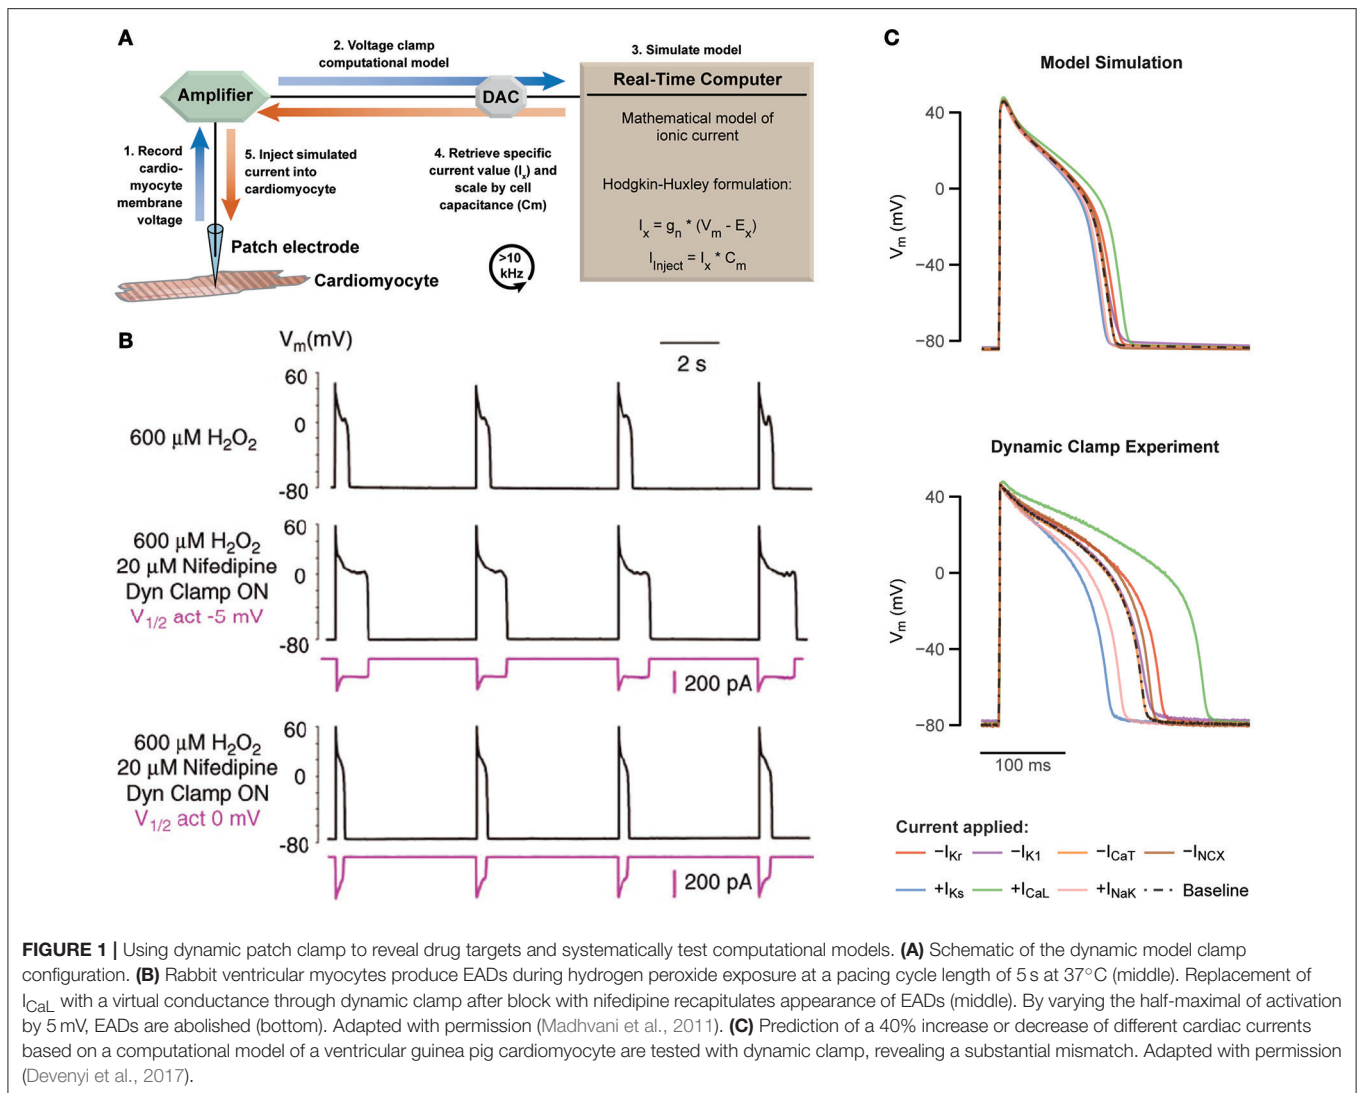 A
2. Voltage clamp
computational model
3. Simulate model
Amplifier
DAC
Real-Time Computer
Mathematical model of
ionic current
Hodgkin-Huxley formulation:
Iₓ = gₙ * (Vₘ - Eₓ)
I_Inject = Iₓ * Cₘ
1. Record
cardio-
myocyte
membrane
voltage
5. Inject simulated
current into
cardiomyocyte
4. Retrieve specific
current value (Iₓ) and
scale by cell
capacitance (Cm)
>10
kHz
Patch electrode
Cardiomyocyte
B
Vₘ(mV)
2 s
60
0
-80
600 µM H₂O₂
60
0
-80
600 µM H₂O₂
20 µM Nifedipine
Dyn Clamp ON
V₁/₂ act -5 mV
200 pA
60
0
-80
600 µM H₂O₂
20 µM Nifedipine
Dyn Clamp ON
V₁/₂ act 0 mV
200 pA
C
Model Simulation
40
0
−40
−80
Vₘ (mV)
Dynamic Clamp Experiment
40
0
−40
−80
Vₘ (mV)
100 ms
Current applied:
−I_Kr −I_K1 −I_CaT −I_NCX
+I_Ks +I_CaL +I_NaK Baseline
FIGURE 1 | Using dynamic patch clamp to reveal drug targets and systematically test computational models. (A) Schematic of the dynamic model clamp
configuration. (B) Rabbit ventricular myocytes produce EADs during hydrogen peroxide exposure at a pacing cycle length of 5 s at 37°C (middle). Replacement of
I_CaL with a virtual conductance through dynamic clamp after block with nifedipine recapitulates appearance of EADs (middle). By varying the half-maximal of activation
by 5 mV, EADs are abolished (bottom). Adapted with permission (Madhvani et al., 2011). (C) Prediction of a 40% increase or decrease of different cardiac currents
based on a computational model of a ventricular guinea pig cardiomyocyte are tested with dynamic clamp, revealing a substantial mismatch. Adapted with permission
(Devenyi et al., 2017).